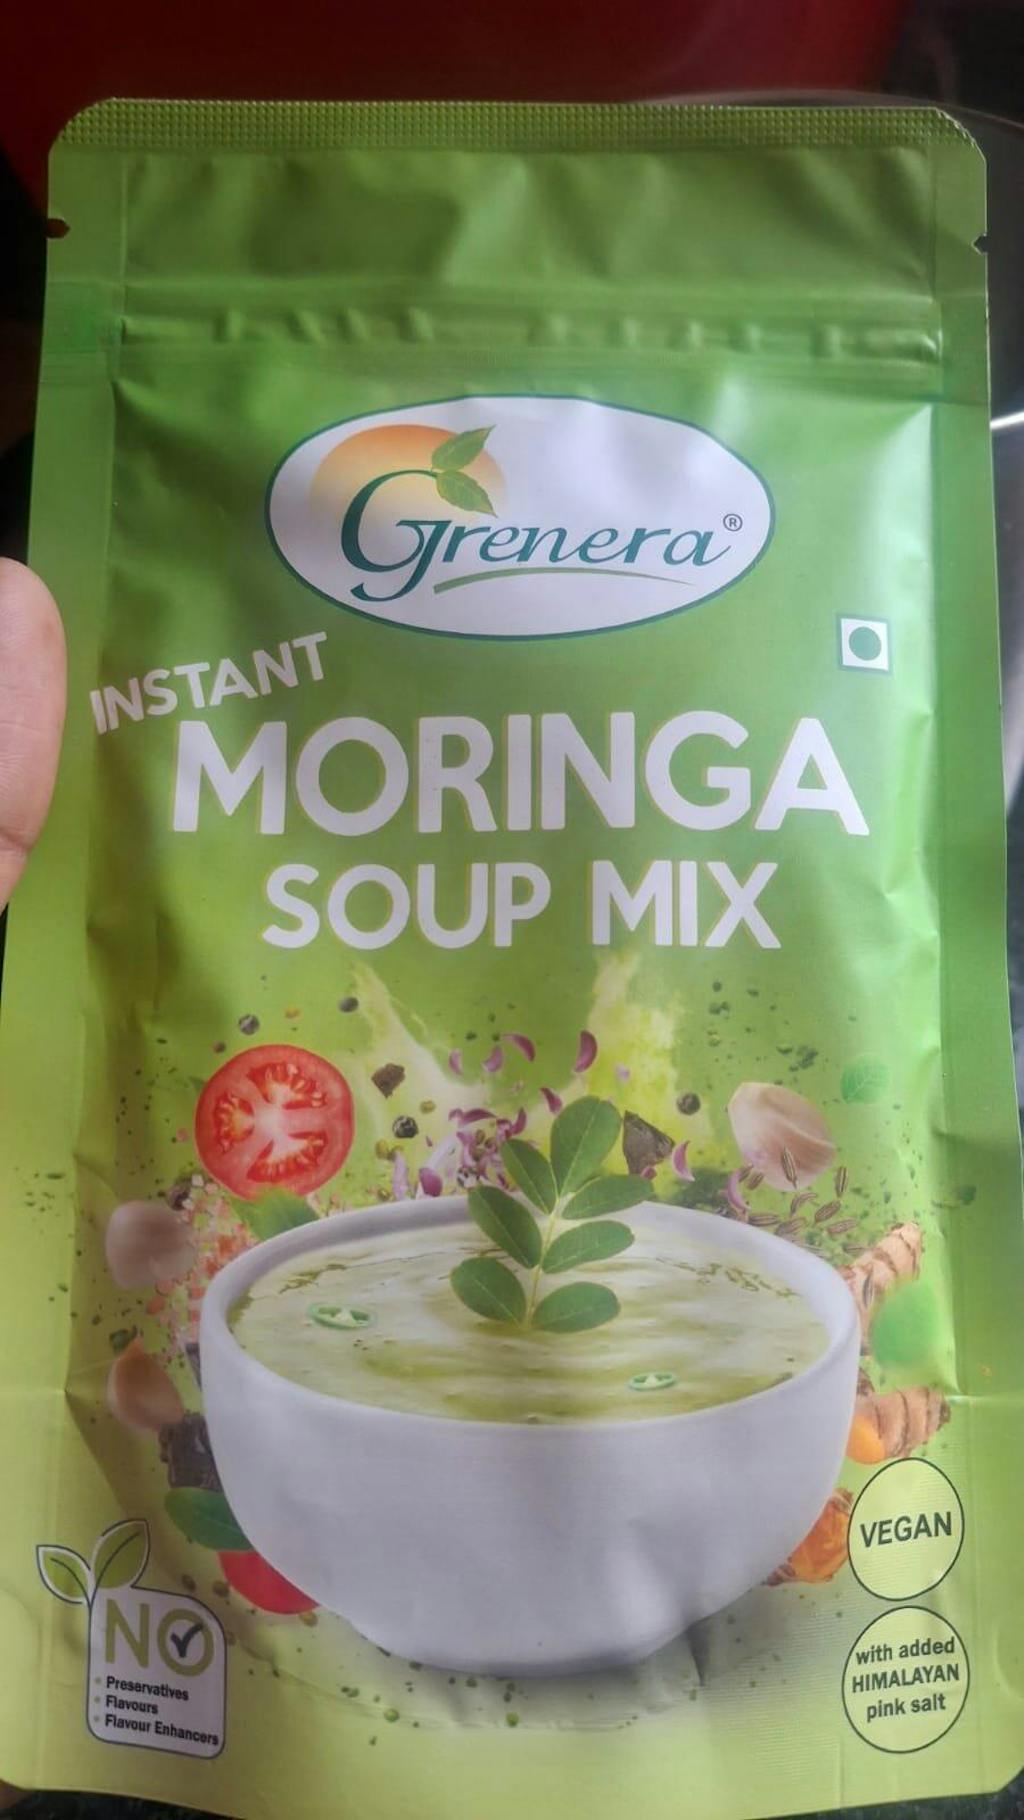 Grenera®
INSTANT
MORINGA
SOUP MIX
VEGAN
with added
HIMALAYAN
pink salt
NO
Preservatives
Flavours
Flavour Enhancers